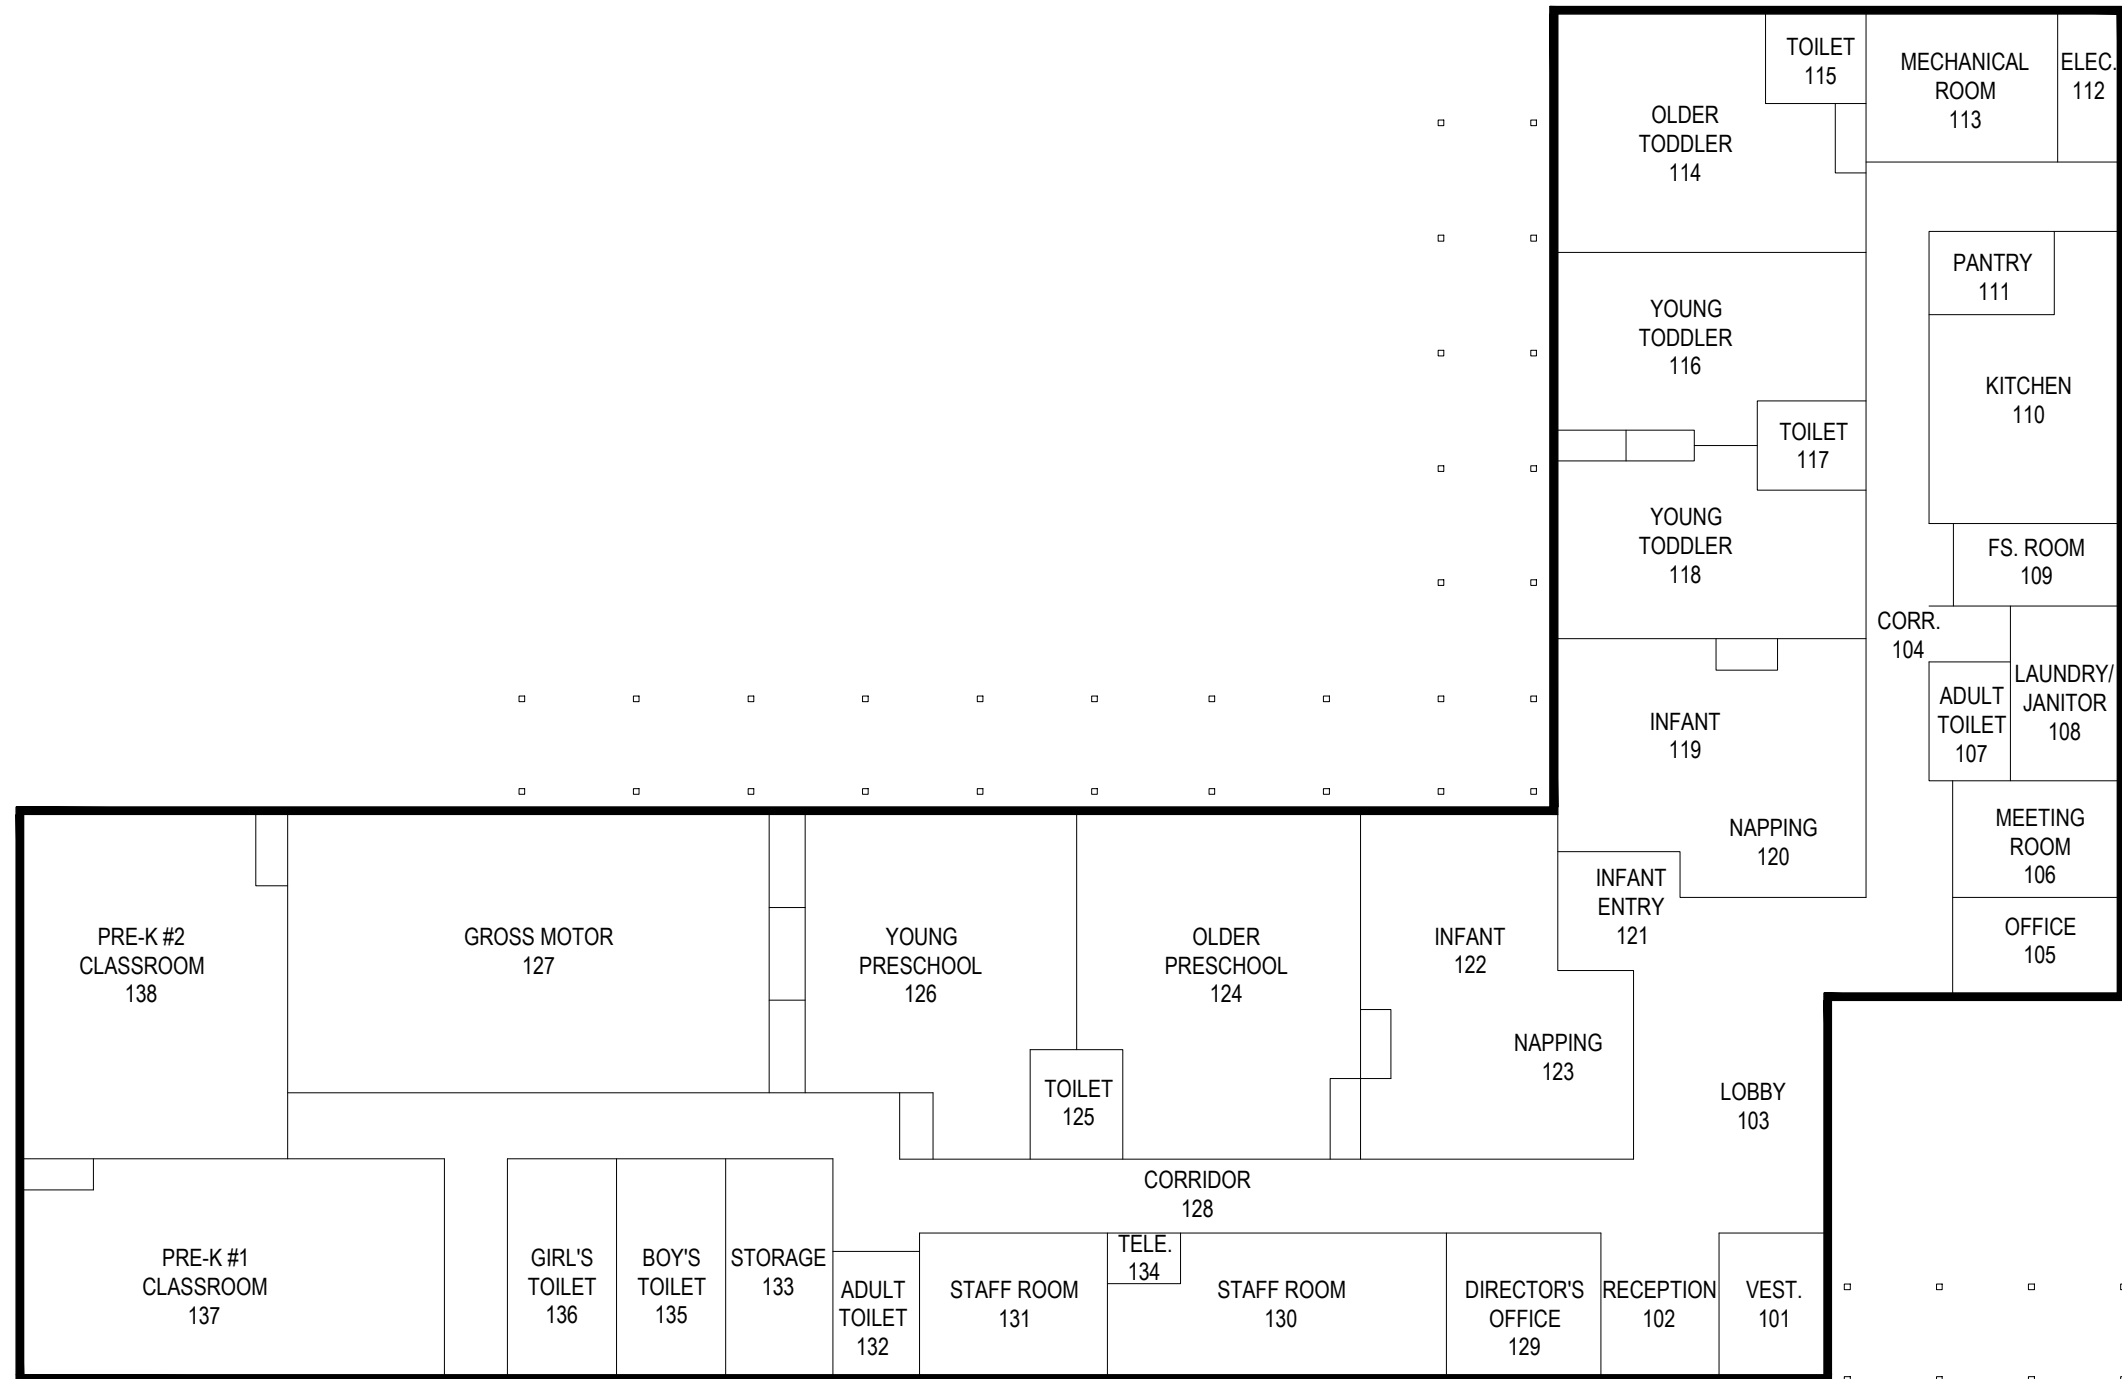 TOILET
115
MECHANICAL
ROOM
113
ELEC.
112
OLDER
TODDLER
114
PANTRY
111
YOUNG
TODDLER
116
KITCHEN
110
TOILET
117
YOUNG
TODDLER
118
FS. ROOM
109
CORR.
104
LAUNDRY/
JANITOR
108
ADULT
TOILET
107
INFANT
119
NAPPING
120
MEETING
ROOM
106
INFANT
ENTRY
121
OFFICE
105
PRE-K #2
CLASSROOM
138
GROSS MOTOR
127
YOUNG
PRESCHOOL
126
OLDER
PRESCHOOL
124
INFANT
122
NAPPING
123
TOILET
125
LOBBY
103
CORRIDOR
128
PRE-K #1
CLASSROOM
137
GIRL'S
TOILET
136
BOY'S
TOILET
135
STORAGE
133
ADULT
TOILET
132
STAFF ROOM
131
TELE.
134
STAFF ROOM
130
DIRECTOR'S
OFFICE
129
RECEPTION
102
VEST.
101